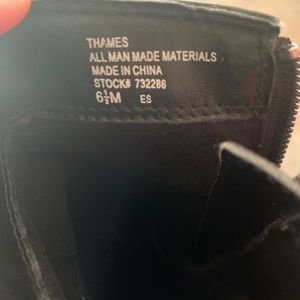 THAMES
ALL MAN MADE MATERIALS
MADE IN CHINA
STOCK# 732286
6½M ES